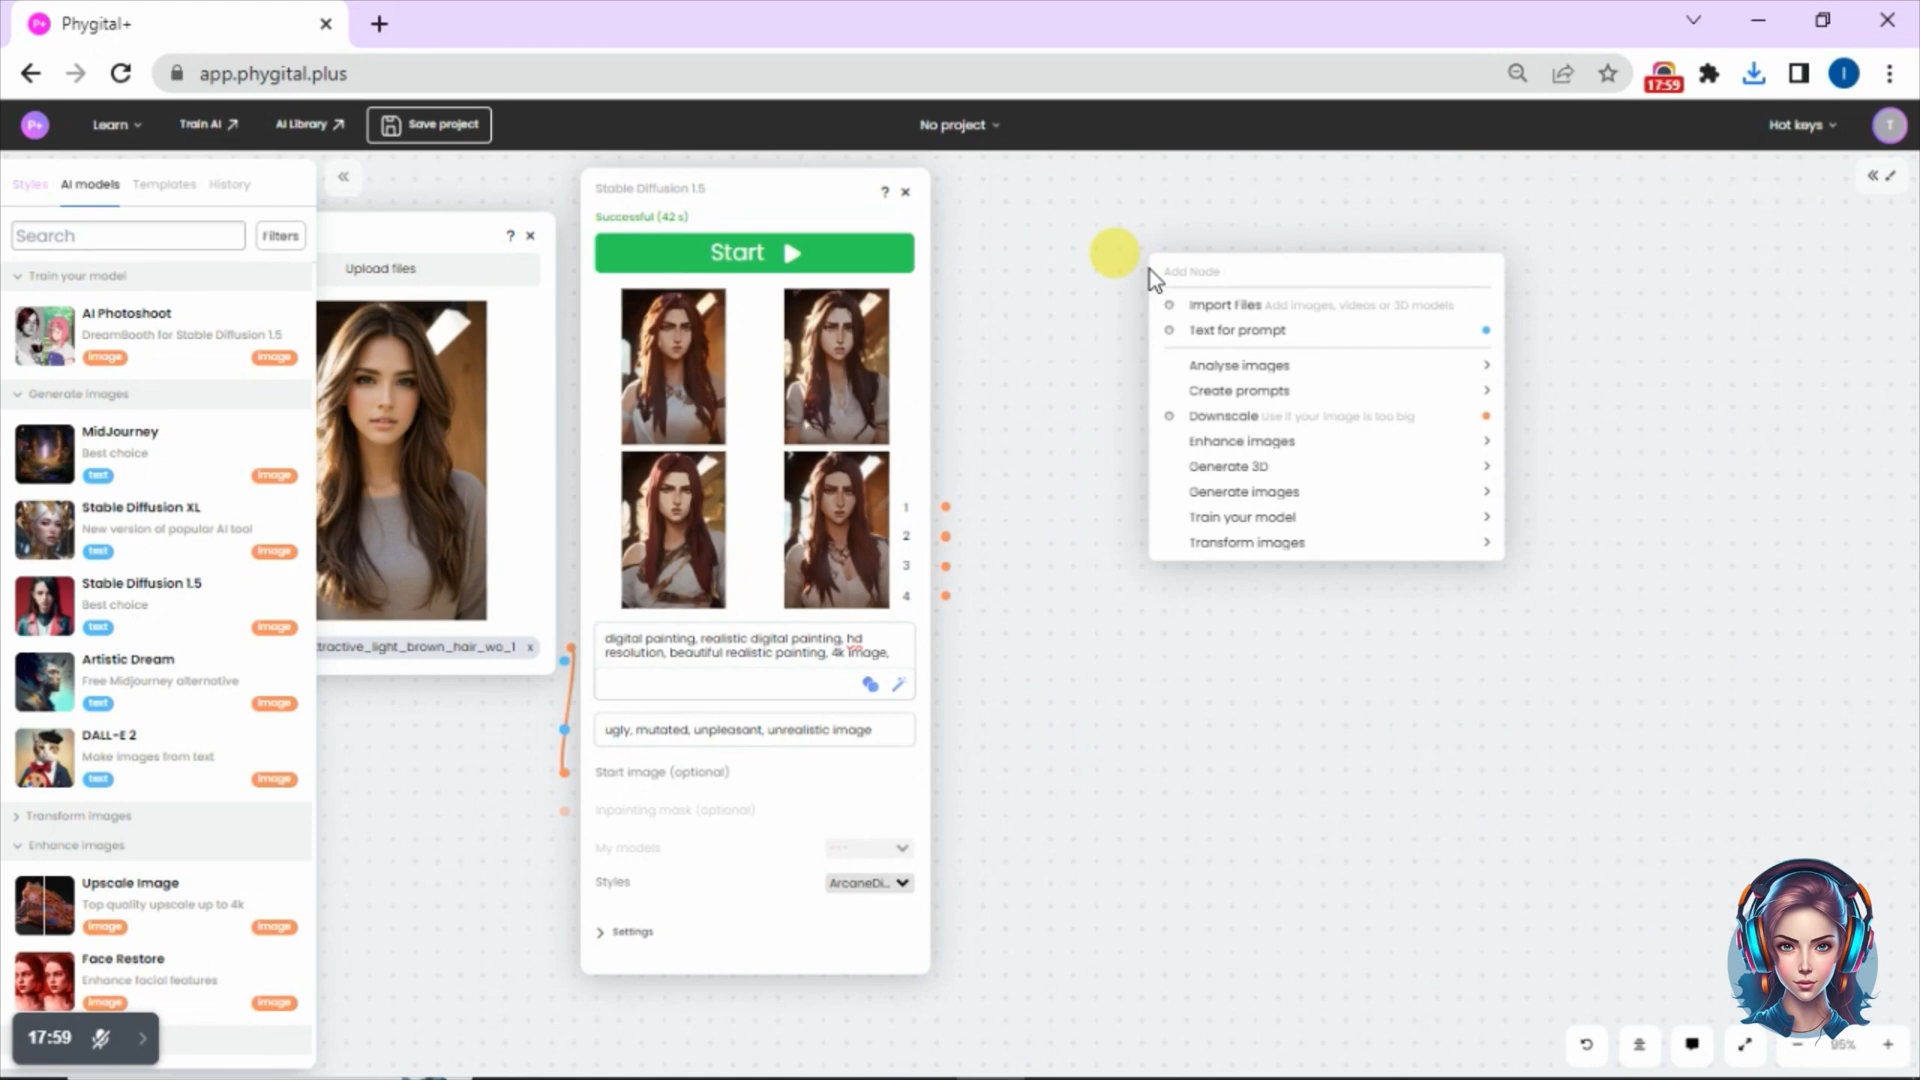 Phygital+
app.phygital.plus
17:59
Learn
Train AI
AI Library
Save project
No project
Hot keys
T
P+
Styles
AI models
Templates
History
Search
Filters
Train your model
AI Photoshoot
DreamBooth for Stable Diffusion 1.5
image
image
Generate images
MidJourney
Best choice
text
image
Stable Diffusion XL
New version of popular AI tool
text
image
Stable Diffusion 1.5
Best choice
text
image
Artistic Dream
Free Midjourney alternative
text
image
DALL-E 2
Make images from text
text
image
Transform images
Enhance images
Upscale Image
Top quality upscale up to 4k
image
image
Face Restore
Enhance facial features
image
image
17:59
? ×
Upload files
tractive_light_brown_hair_wo_1 x
Stable Diffusion 1.5
? ×
Successful (42 s)
Start
1
2
3
4
digital painting, realistic digital painting, hd
resolution, beautiful realistic painting, 4k image,
ugly, mutated, unpleasant, unrealistic image
Start image (optional)
Inpainting mask (optional)
My models
Styles
ArcaneDi...
Settings
Add Node
Import Files Add images, videos or 3D models
Text for prompt
Analyse images
Create prompts
Downscale Use if your image is too big
Enhance images
Generate 3D
Generate images
Train your model
Transform images
95%